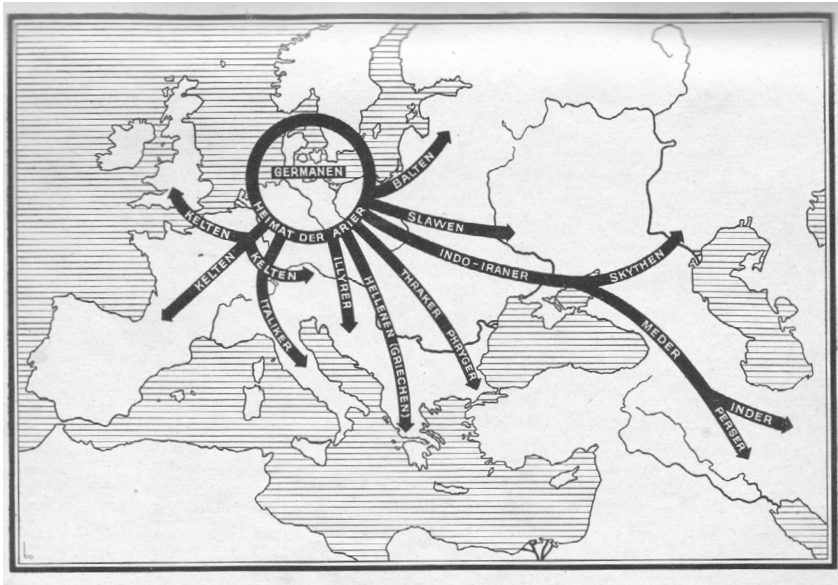 GERMANEN
HEIMAT DER ARIER
BALTEN
SLAWEN
INDO-IRANER
SKYTHEN
MEDER
INDER
PERSER
KELTEN
KELTEN
KELTEN
ITALIKER
ILLYRER
HELLENEN (GRIECHEN)
THRAKER
PHRYGER